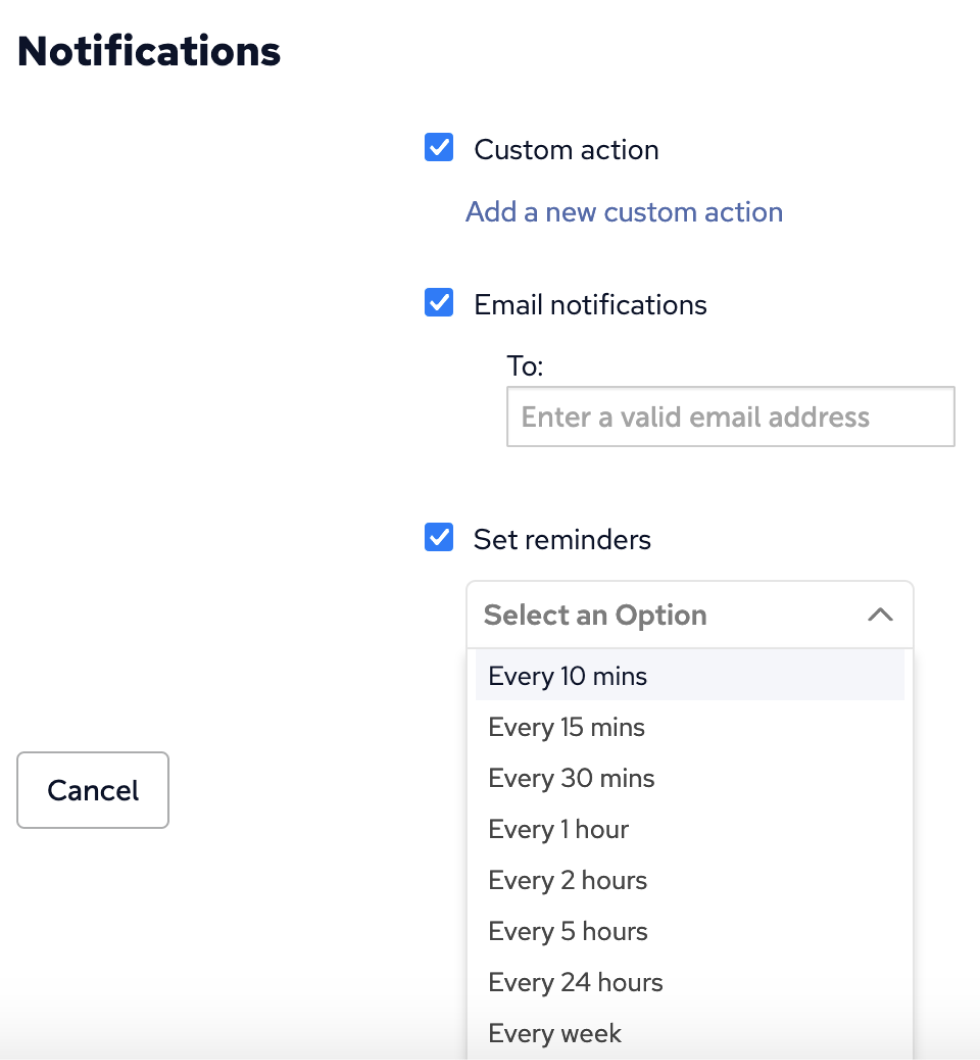 Notifications
Custom action
Add a new custom action
Email notifications
To:
Enter a valid email address
Set reminders
Select an Option
Every 10 mins
Every 15 mins
Every 30 mins
Cancel
Every 1 hour
Every 2 hours
Every 5 hours
Every 24 hours
Every week